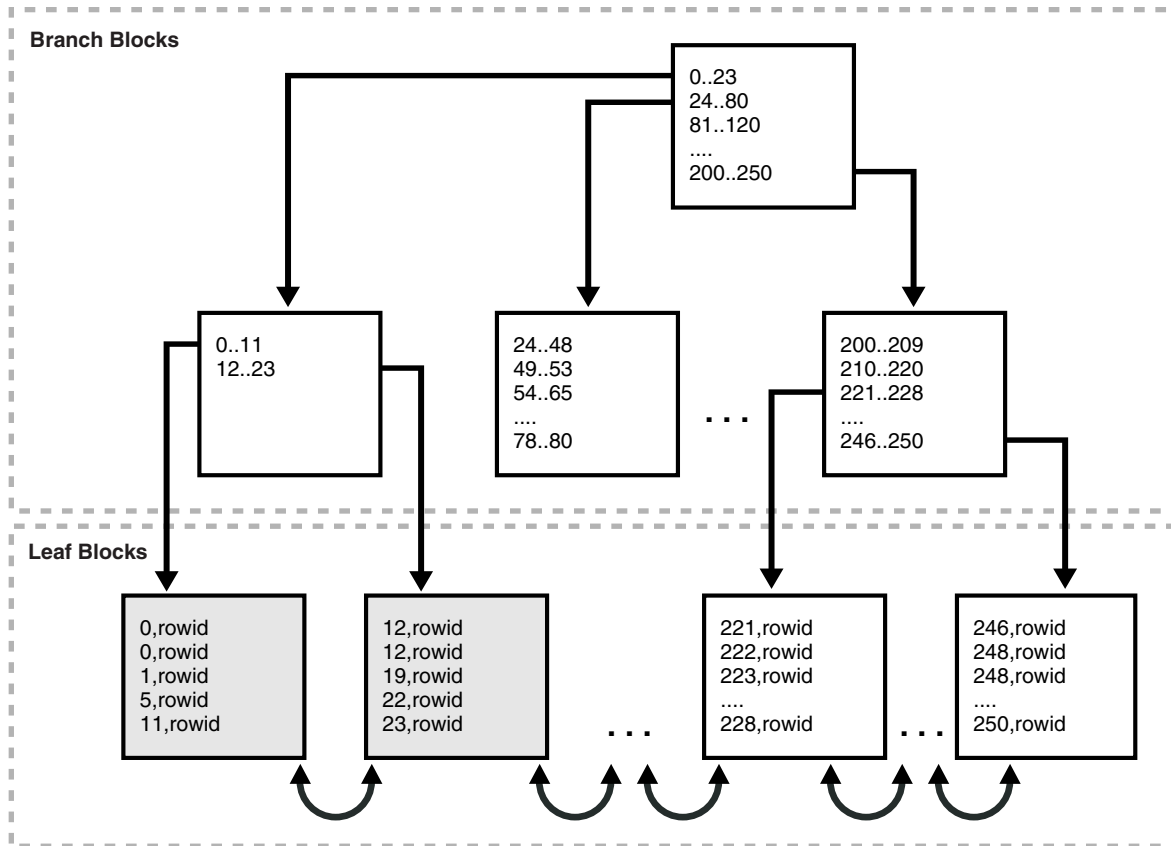 Branch Blocks
0..23
24..80
81..120
....
200..250
0..11
12..23
24..48
49..53
54..65
....
78..80
. . .
200..209
210..220
221..228
....
246..250
Leaf Blocks
0,rowid
0,rowid
1,rowid
5,rowid
11,rowid
12,rowid
12,rowid
19,rowid
22,rowid
23,rowid
. . .
221,rowid
222,rowid
223,rowid
....
228,rowid
. . .
246,rowid
248,rowid
248,rowid
....
250,rowid